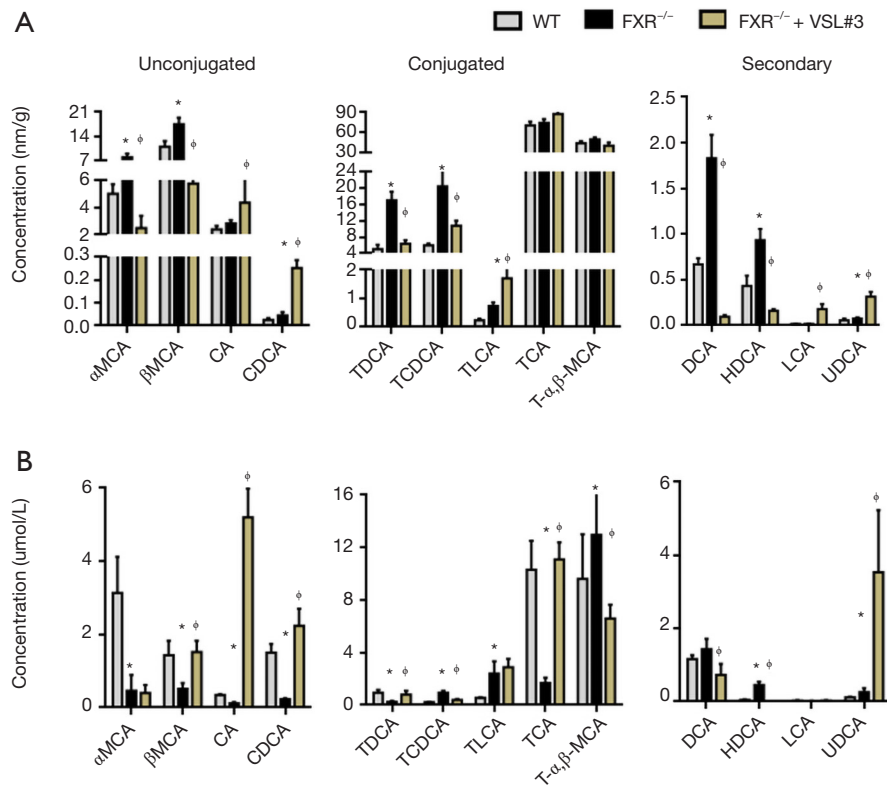 A
WT FXR⁻/⁻ FXR⁻/⁻ + VSL#3
Unconjugated Conjugated Secondary
Concentration (nm/g)
21
14
7
6
4
2
0.3
0.2
0.1
0.0
* ϕ * ϕ ϕ * ϕ
αMCA βMCA CA CDCA
90
60
30
24
20
16
12
8
4
2
1
0
* ϕ * ϕ * ϕ
TDCA TCDCA TLCA TCA T-α,β-MCA
2.5
2.0
1.5
1.0
0.5
0.0
* ϕ * ϕ ϕ * ϕ
DCA HDCA LCA UDCA
B
Concentration (umol/L)
6
4
2
0
* * ϕ * ϕ * ϕ
αMCA βMCA CA CDCA
16
12
8
4
0
* ϕ * ϕ * * ϕ * ϕ
TDCA TCDCA TLCA TCA T-α,β-MCA
6
4
2
0
ϕ * ϕ * ϕ
DCA HDCA LCA UDCA